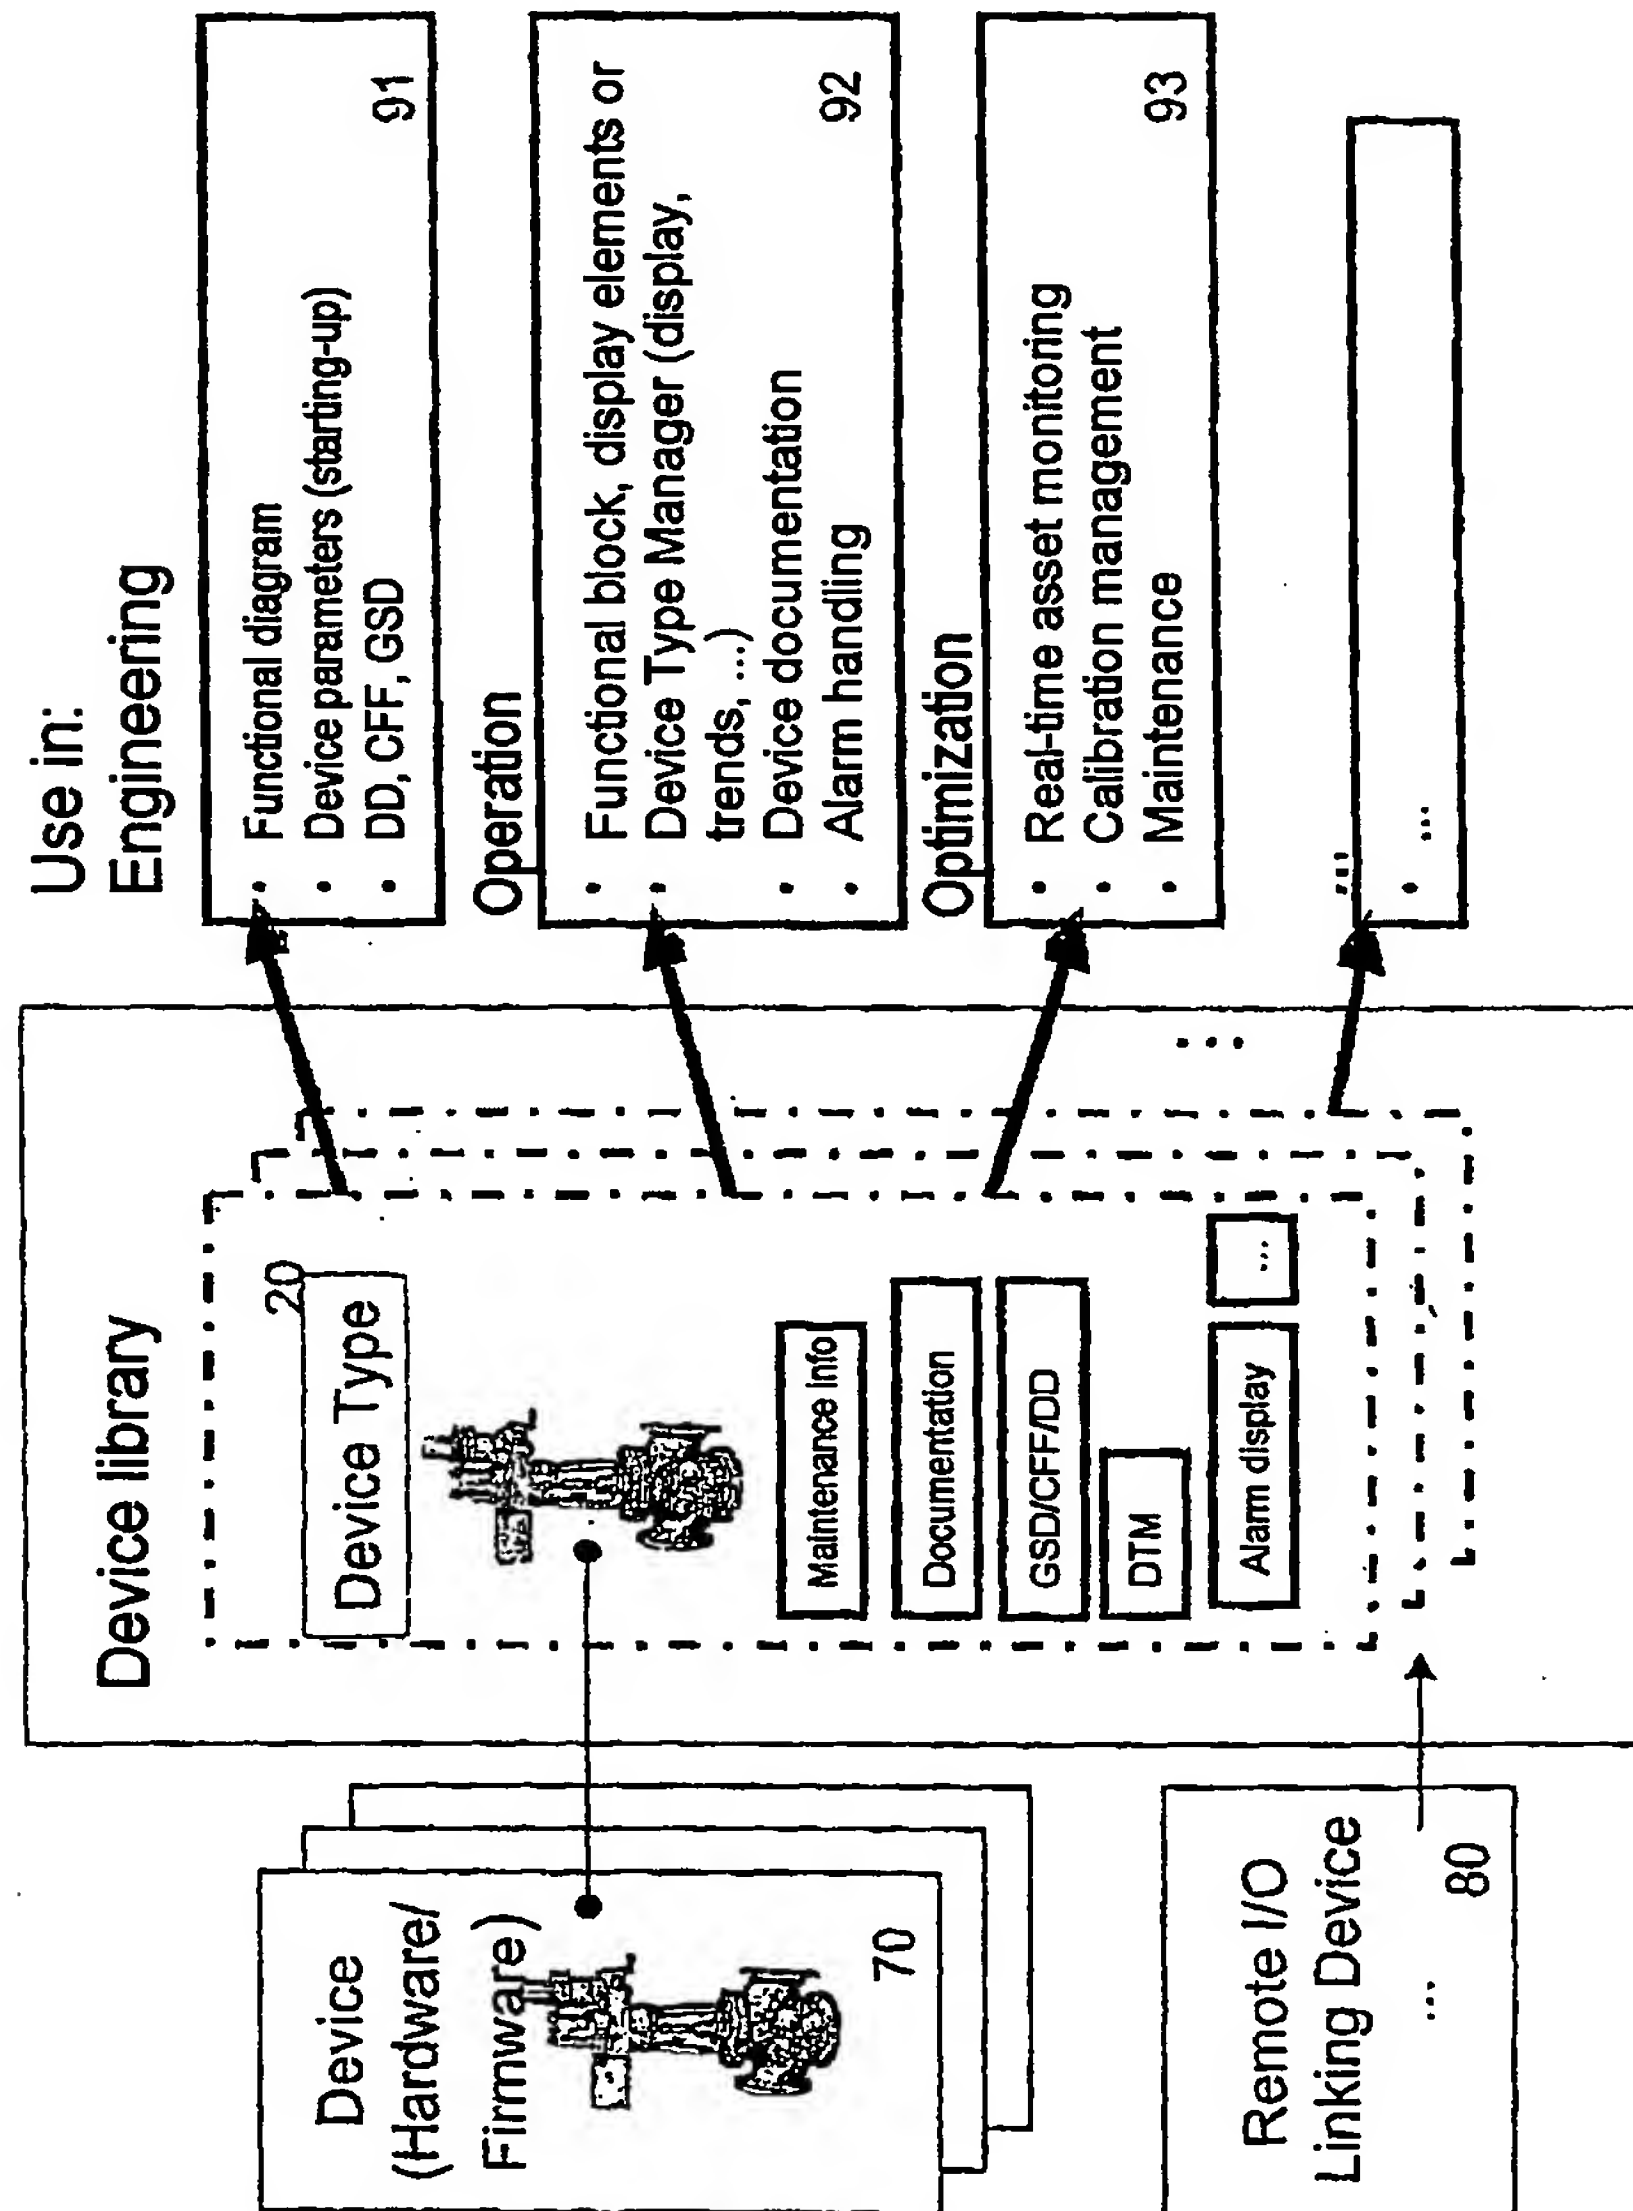 Device
(Hardware/
Firmware)
70
Remote I/O
Linking Device
...
80
Device library
20
Device Type
Maintenance Info
Documentation
GSD/CFF/DD
DTM
Alarm display
...
...
Use in:
Engineering
• Functional diagram
• Device parameters (starting-up)
• DD, CFF, GSD
91
Operation
• Functional block, display elements or
• Device Type Manager (display,
trends, ...)
• Device documentation
• Alarm handling
92
Optimization
• Real-time asset monitoring
• Calibration management
• Maintenance
93
...
• ...